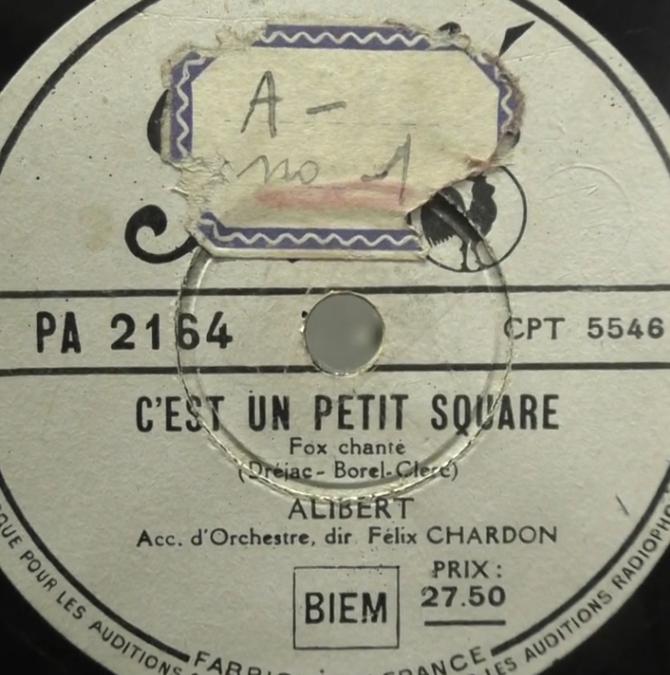 A -
no 1
PA 2164
CPT 5546
C'EST UN PETIT SQUARE
Fox chanté
(Dréjac - Borel-Clerc)
ALIBERT
Acc. d'Orchestre, dir. Félix CHARDON
BIEM
PRIX :
27.50
POUR LES AUDITIONS
FRANCE
LES AUDITIONS